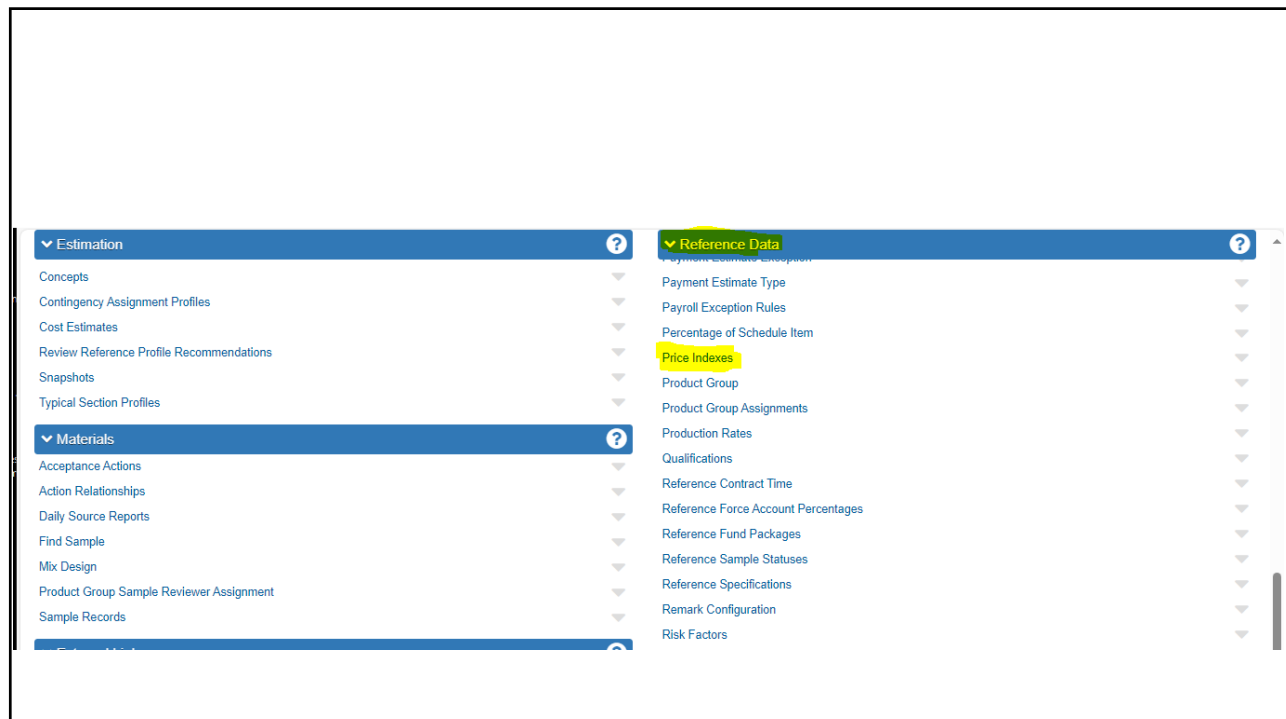 Estimation
Concepts
Contingency Assignment Profiles
Cost Estimates
Review Reference Profile Recommendations
Snapshots
Typical Section Profiles
Materials
Acceptance Actions
Action Relationships
Daily Source Reports
Find Sample
Mix Design
Product Group Sample Reviewer Assignment
Sample Records
Reference Data
Payment Estimate Exception
Payment Estimate Type
Payroll Exception Rules
Percentage of Schedule Item
Price Indexes
Product Group
Product Group Assignments
Production Rates
Qualifications
Reference Contract Time
Reference Force Account Percentages
Reference Fund Packages
Reference Sample Statuses
Reference Specifications
Remark Configuration
Risk Factors